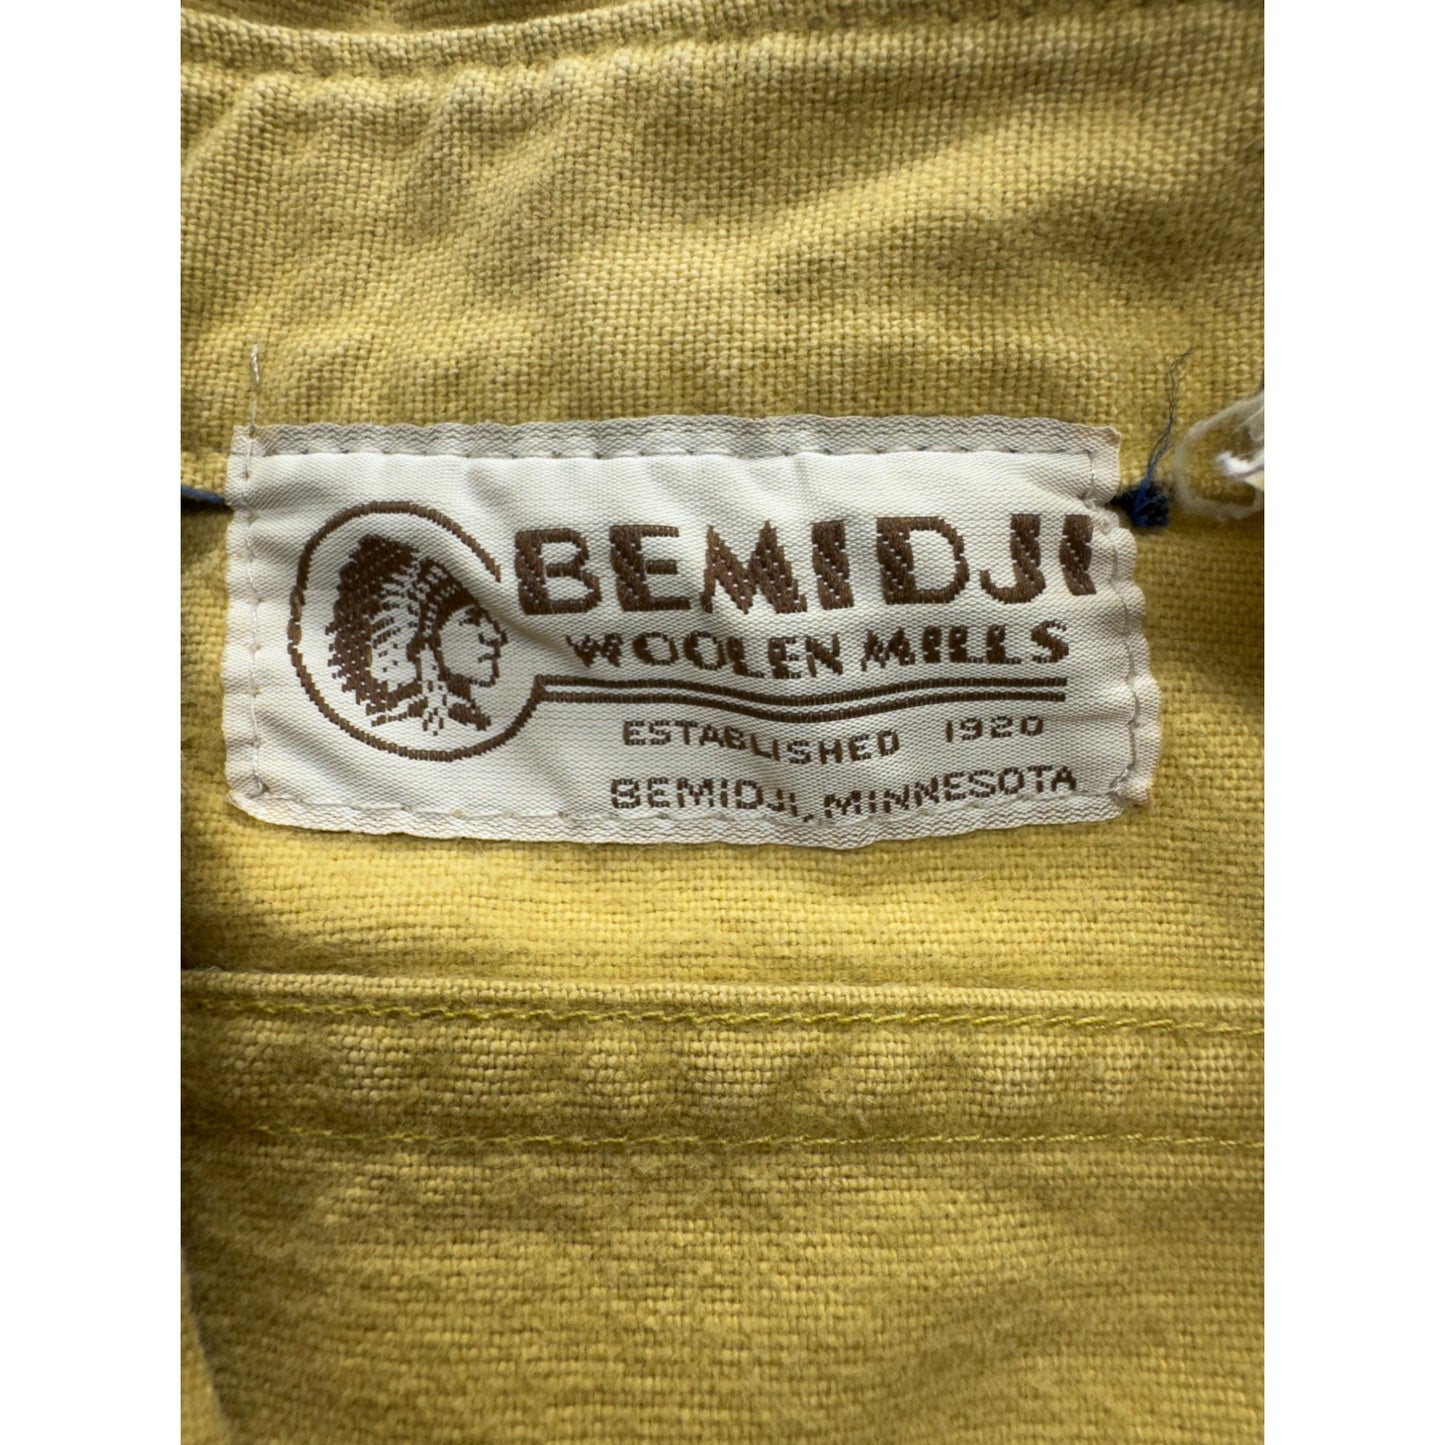 BEMIDJI
WOOLEN MILLS
ESTABLISHED 1920
BEMIDJI, MINNESOTA